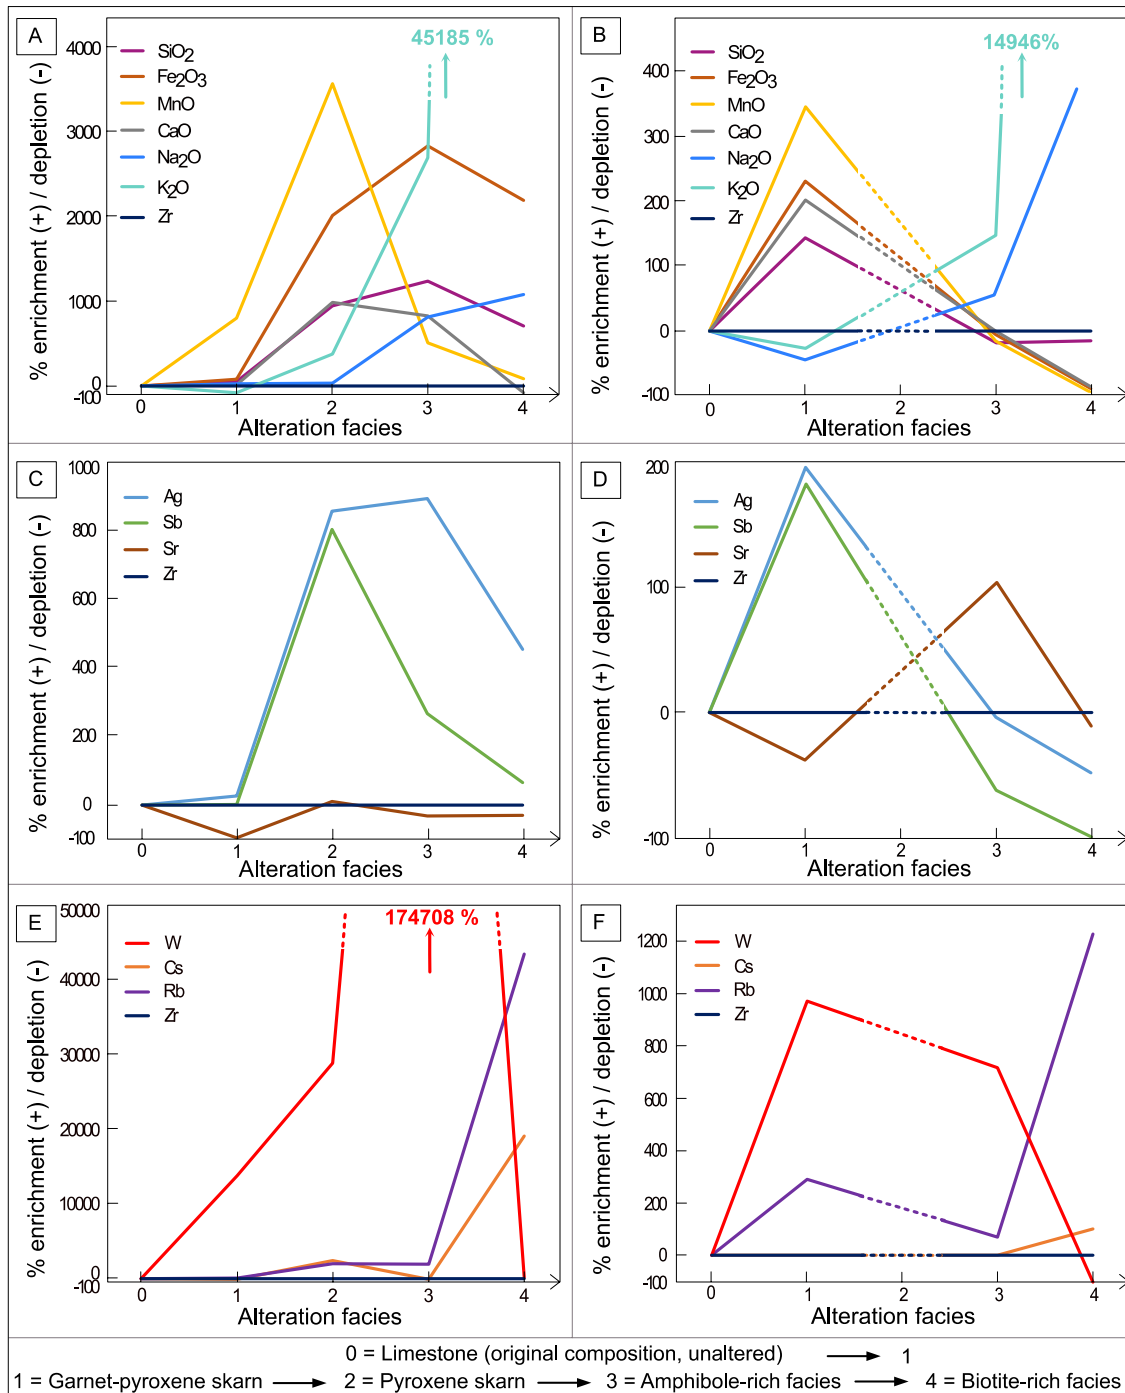 A
45185 %
4000
3000
2000
1000
0
-100
% enrichment (+) / depletion (-)
SiO₂
Fe₂O₃
MnO
CaO
Na₂O
K₂O
Zr
0 1 2 3 4
Alteration facies
B
14946%
400
300
200
100
0
-100
% enrichment (+) / depletion (-)
SiO₂
Fe₂O₃
MnO
CaO
Na₂O
K₂O
Zr
0 1 2 3 4
Alteration facies
C
1000
800
600
400
200
0
-100
% enrichment (+) / depletion (-)
Ag
Sb
Sr
Zr
0 1 2 3 4
Alteration facies
D
200
100
0
-100
% enrichment (+) / depletion (-)
Ag
Sb
Sr
Zr
0 1 2 3 4
Alteration facies
E
174708 %
50000
40000
30000
20000
10000
0
-100
% enrichment (+) / depletion (-)
W
Cs
Rb
Zr
0 1 2 3 4
Alteration facies
F
1200
1000
800
600
400
200
0
-100
% enrichment (+) / depletion (-)
W
Cs
Rb
Zr
0 1 2 3 4
Alteration facies
0 = Limestone (original composition, unaltered) → 1
1 = Garnet-pyroxene skarn → 2 = Pyroxene skarn → 3 = Amphibole-rich facies → 4 = Biotite-rich facies